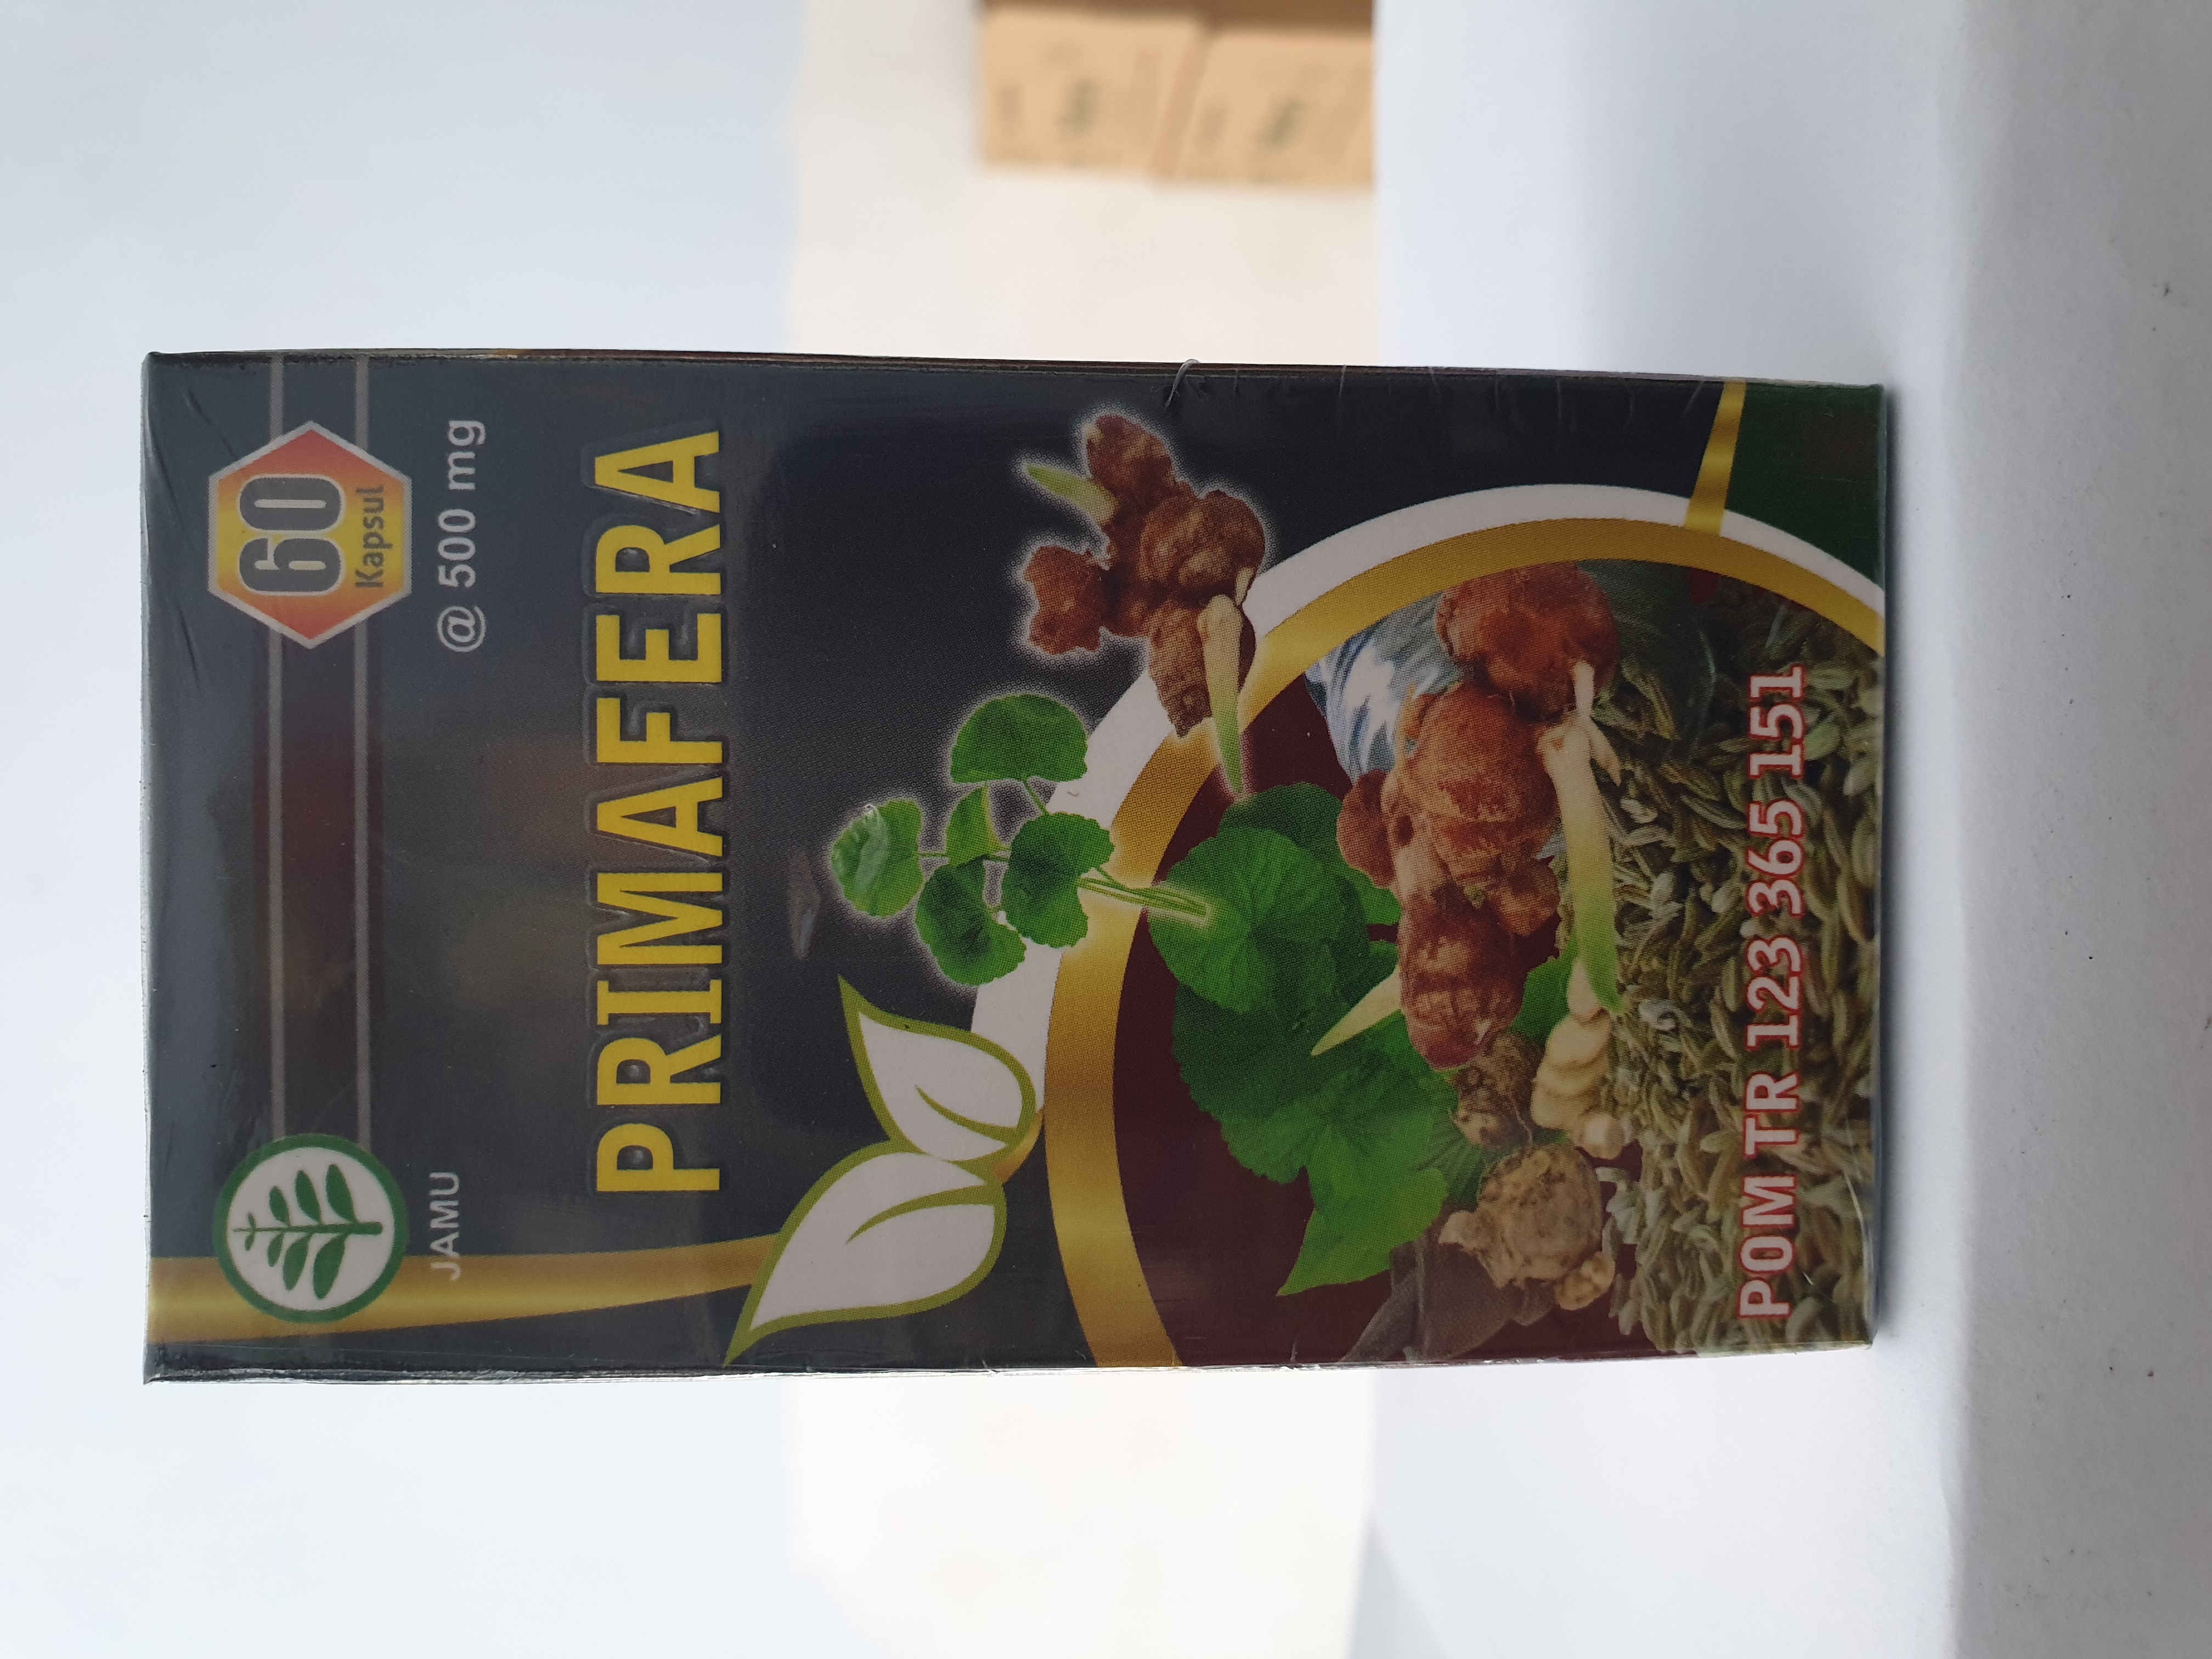 60
Kapsul
JAMU
@ 500 mg
PRIMAFERA
POM TR 123 365 151